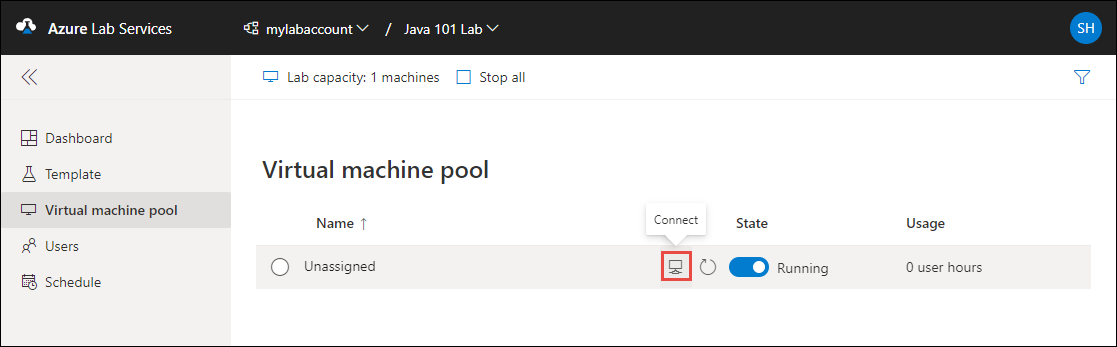 Azure Lab Services mylabaccount / Java 101 Lab SH
Lab capacity: 1 machines Stop all
Dashboard
Template
Virtual machine pool
Users
Schedule
Virtual machine pool
Connect
Name ↑ State Usage
Unassigned Running 0 user hours